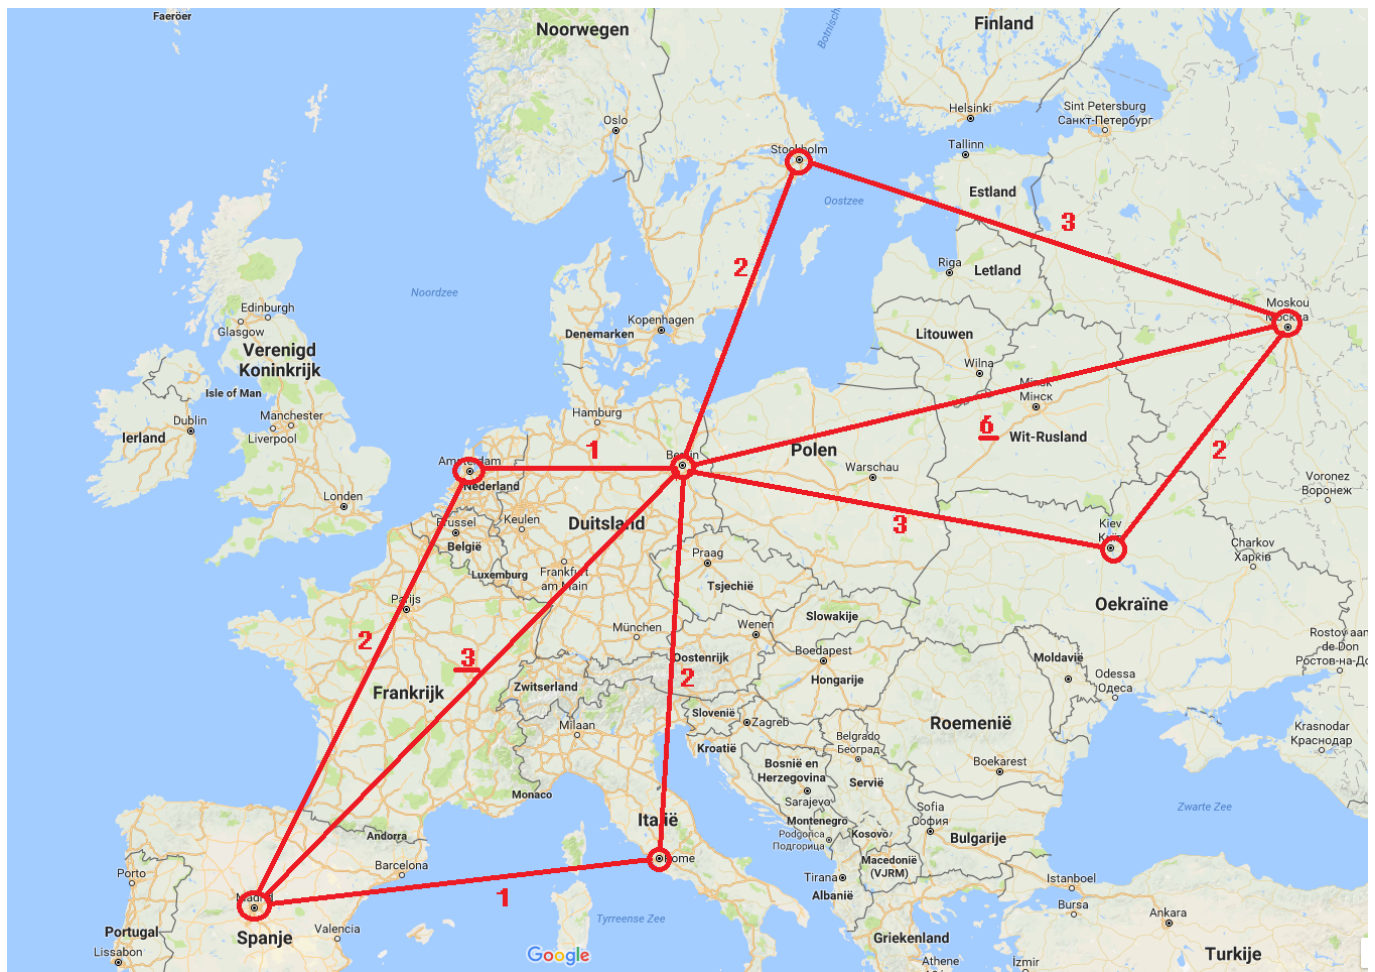 Faeröer
Noorwegen
Finland
Botnisc
Oslo
Helsinki
Sint Petersburg
Санкт-Петербург
Tallinn
Stockholm
Estland
Oostzee
3
Riga
Letland
2
Noordzee
Moskou
Москва
Edinburgh
Glasgow
Kopenhagen
Denemarken
Litouwen
Verenigd
Koninkrijk
Wilna
Minsk
Мінск
Isle of Man
Dublin
Manchester
Liverpool
Hamburg
6
Wit-Rusland
Ierland
1
Polen
2
Amsterdam
Berlin
Warschau
Nederland
Voronez
Воронеж
Londen
Brussel
Keulen
Duitsland
3
Kiev
België
Charkov
Харків
Praag
Luxemburg
Frankfurt
am Main
Tsjechië
Parijs
Oekraïne
Slowakije
2
München
Wenen
Rostov aan
de Don
Ростов-на-До
3
Oostenrijk
Boedapest
Moldavië
Frankrijk
Zwitserland
2
Hongarije
Odessa
Одеса
Slovenië
Zagreb
Roemenië
Milaan
Krasnodar
Краснодар
Kroatië
Belgrado
Београд
Bosnië en
Herzegovina
Boekarest
Servië
Monaco
Sarajevo
Sofia
София
Zwarte Zee
Italië
Montenegro
Andorra
Podgorica
Подгорица
Kosovo
Bulgarije
Barcelona
Rome
Macedonië
(VJRM)
Porto
Tirana
Istanboel
Albanië
Madrid
1
Bursa
Ankara
Tyrreense Zee
Portugal
Valencia
Spanje
Griekenland
Lissabon
Google
Turkije
Athene
İzmir